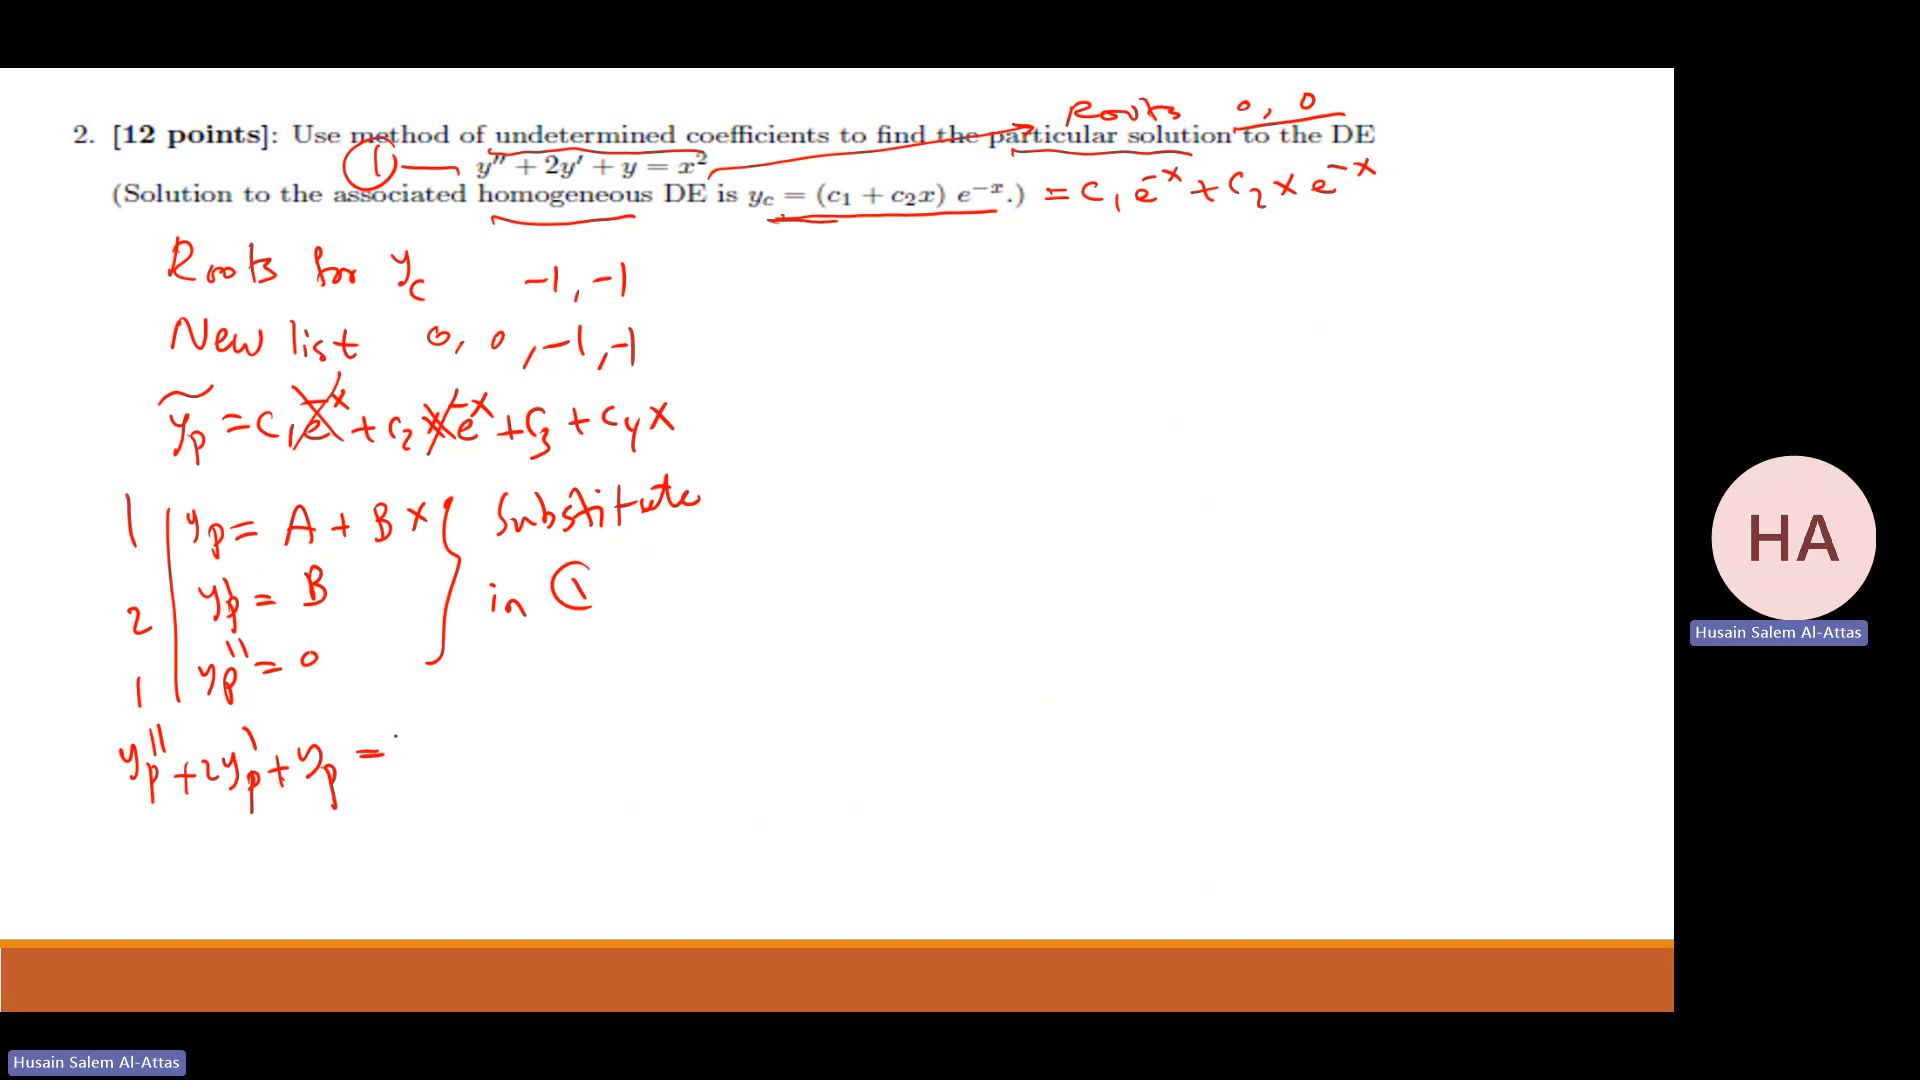 Roots 0, 0
2. [12 points]: Use method of undetermined coefficients to find the particular solution to the DE
① y″ + 2y′ + y = x²
(Solution to the associated homogeneous DE is y_c = (c₁ + c₂x) e⁻ˣ.) = c₁e⁻ˣ + c₂xe⁻ˣ
Roots for y_c -1, -1
New list 0, 0, -1, -1
ỹ_p = c₁e⁻ˣ + c₂xe⁻ˣ + c₃ + c₄x
1 y_p = A + Bx Substitute
2 y_p′ = B in ①
1 y_p″ = 0
y_p″ + 2y_p′ + y_p =
HA
Husain Salem Al-Attas
Husain Salem Al-Attas